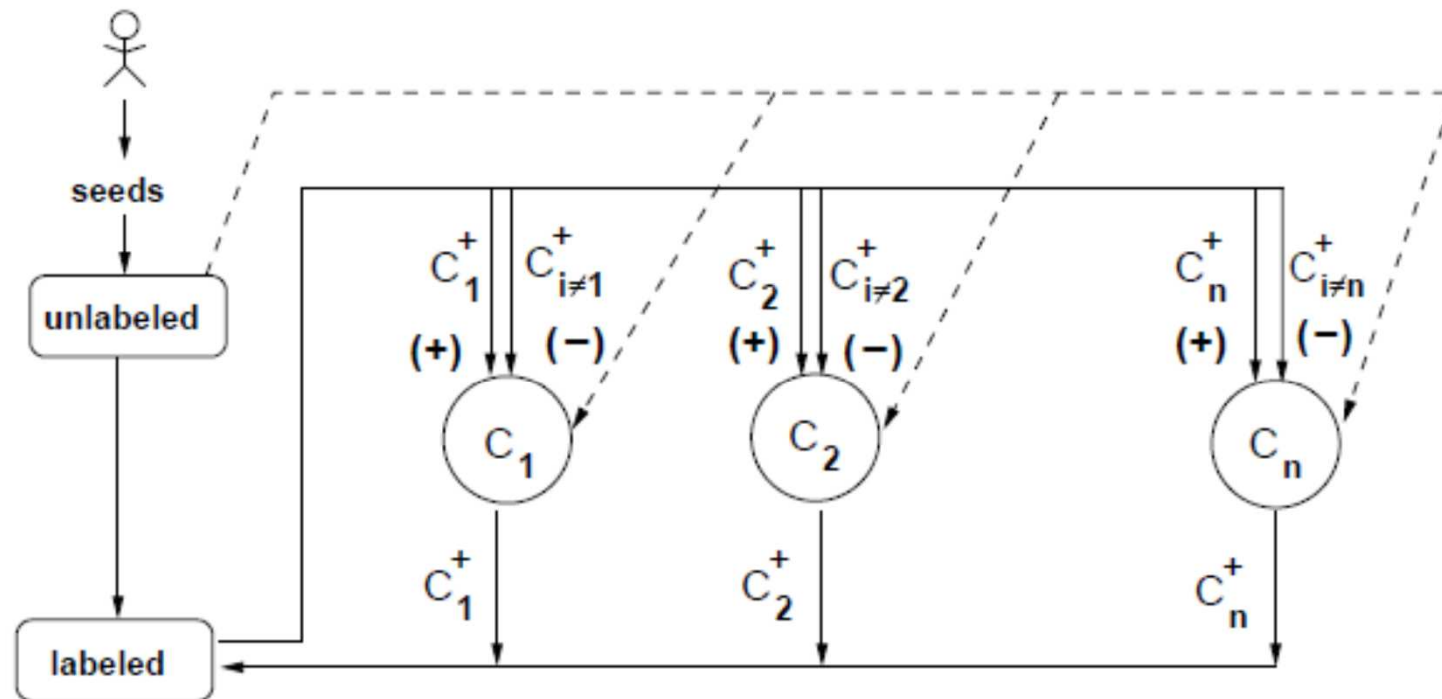 seeds
unlabeled
labeled
C₁⁺ C⁺ᵢ≠₁
(+) (−)
C₁
C₁⁺
C₂⁺ C⁺ᵢ≠₂
(+) (−)
C₂
C₂⁺
Cₙ⁺ C⁺ᵢ≠ₙ
(+) (−)
Cₙ
Cₙ⁺